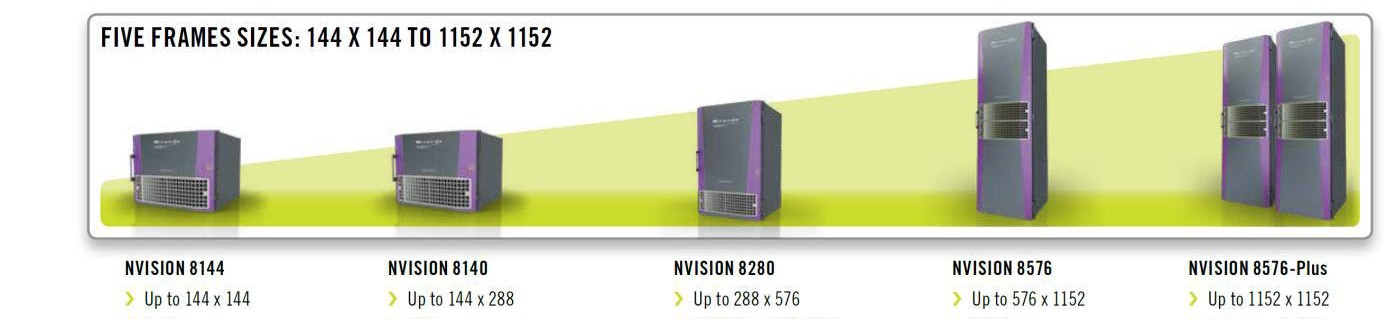 FIVE FRAMES SIZES: 144 X 144 TO 1152 X 1152
NVISION 8144
Up to 144 x 144
NVISION 8140
Up to 144 x 288
NVISION 8280
Up to 288 x 576
NVISION 8576
Up to 576 x 1152
NVISION 8576-Plus
Up to 1152 x 1152